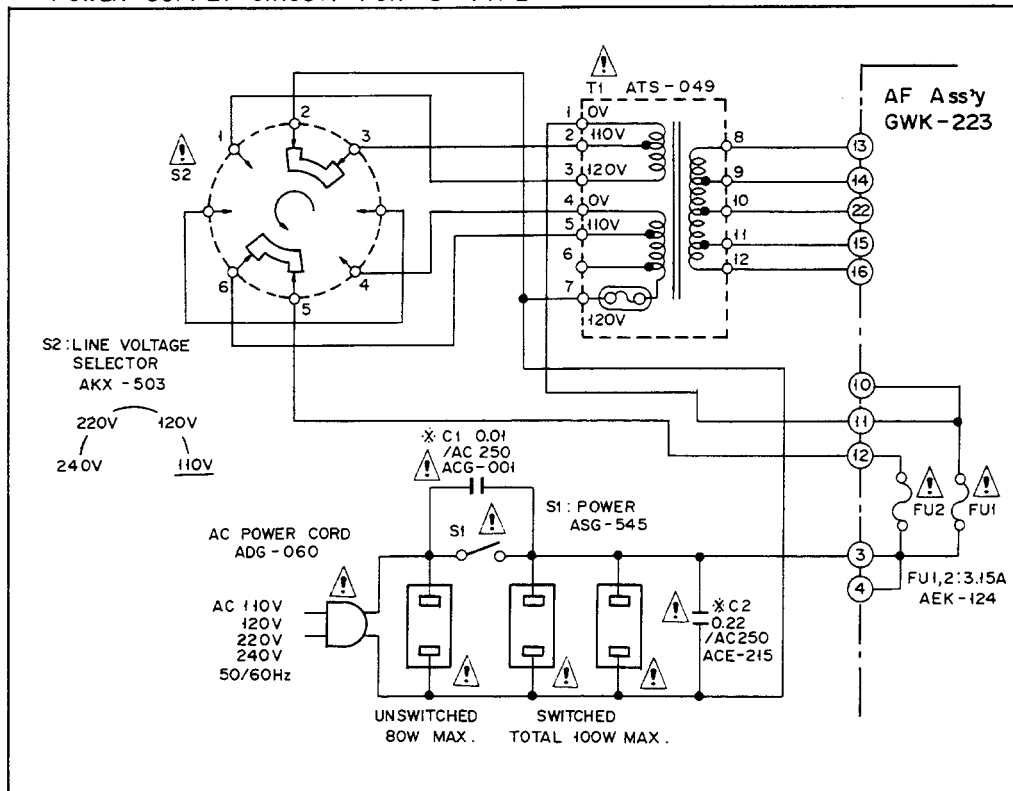 T1 ATS-049
AF Ass'y
GWK-223
1 0V
2 110V
3 120V
4 0V
5 110V
6
7
120V
8
9
10
11
12
13
14
22
15
16
1
2
3
4
5
6
S2
S2:LINE VOLTAGE
SELECTOR
AKX-503
220V 120V
240V 110V
10
11
12
3
4
FU2 FU1
FU1,2:3.15A
AEK-124
※ C1 0.01
/AC 250
ACG-001
S1: POWER
ASG-545
S1
AC POWER CORD
ADG-060
AC 110V
120V
220V
240V
50/60Hz
※ C2
0.22
/AC250
ACE-215
UNSWITCHED
80W MAX.
SWITCHED
TOTAL 100W MAX.